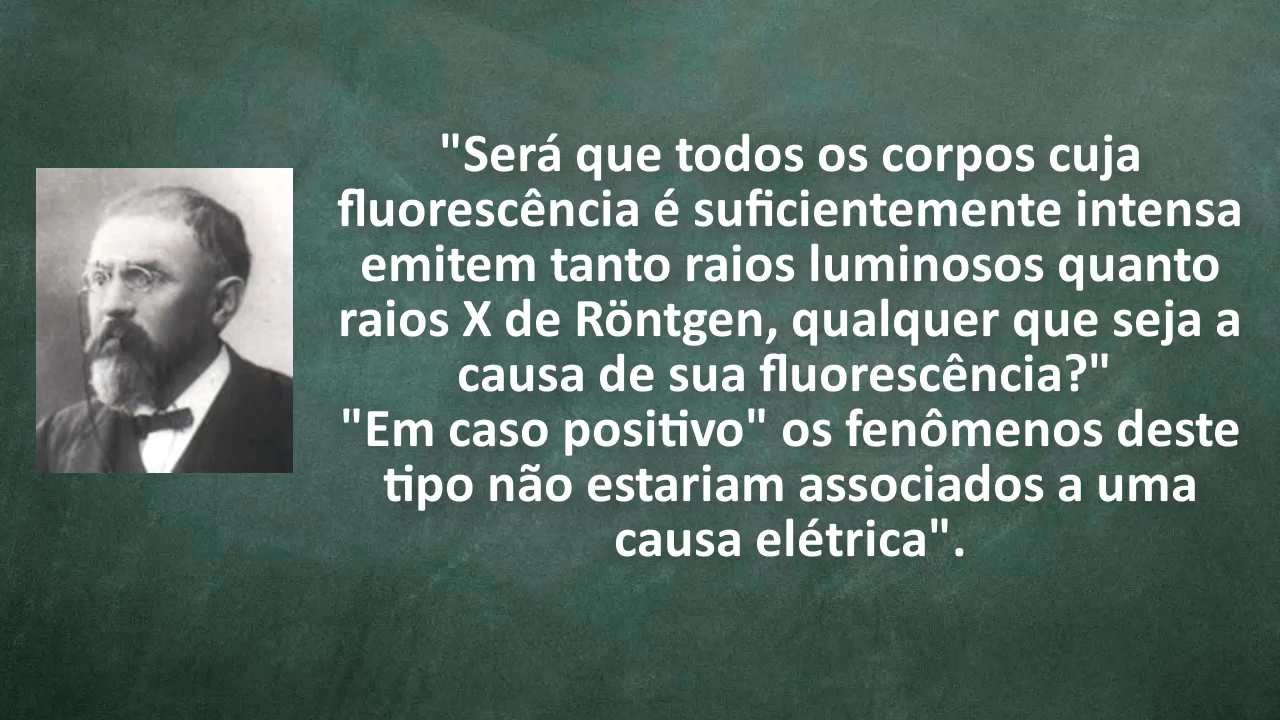 "Será que todos os corpos cuja
fluorescência é suficientemente intensa
emitem tanto raios luminosos quanto
raios X de Röntgen, qualquer que seja a
causa de sua fluorescência?"
"Em caso positivo" os fenômenos deste
tipo não estariam associados a uma
causa elétrica".